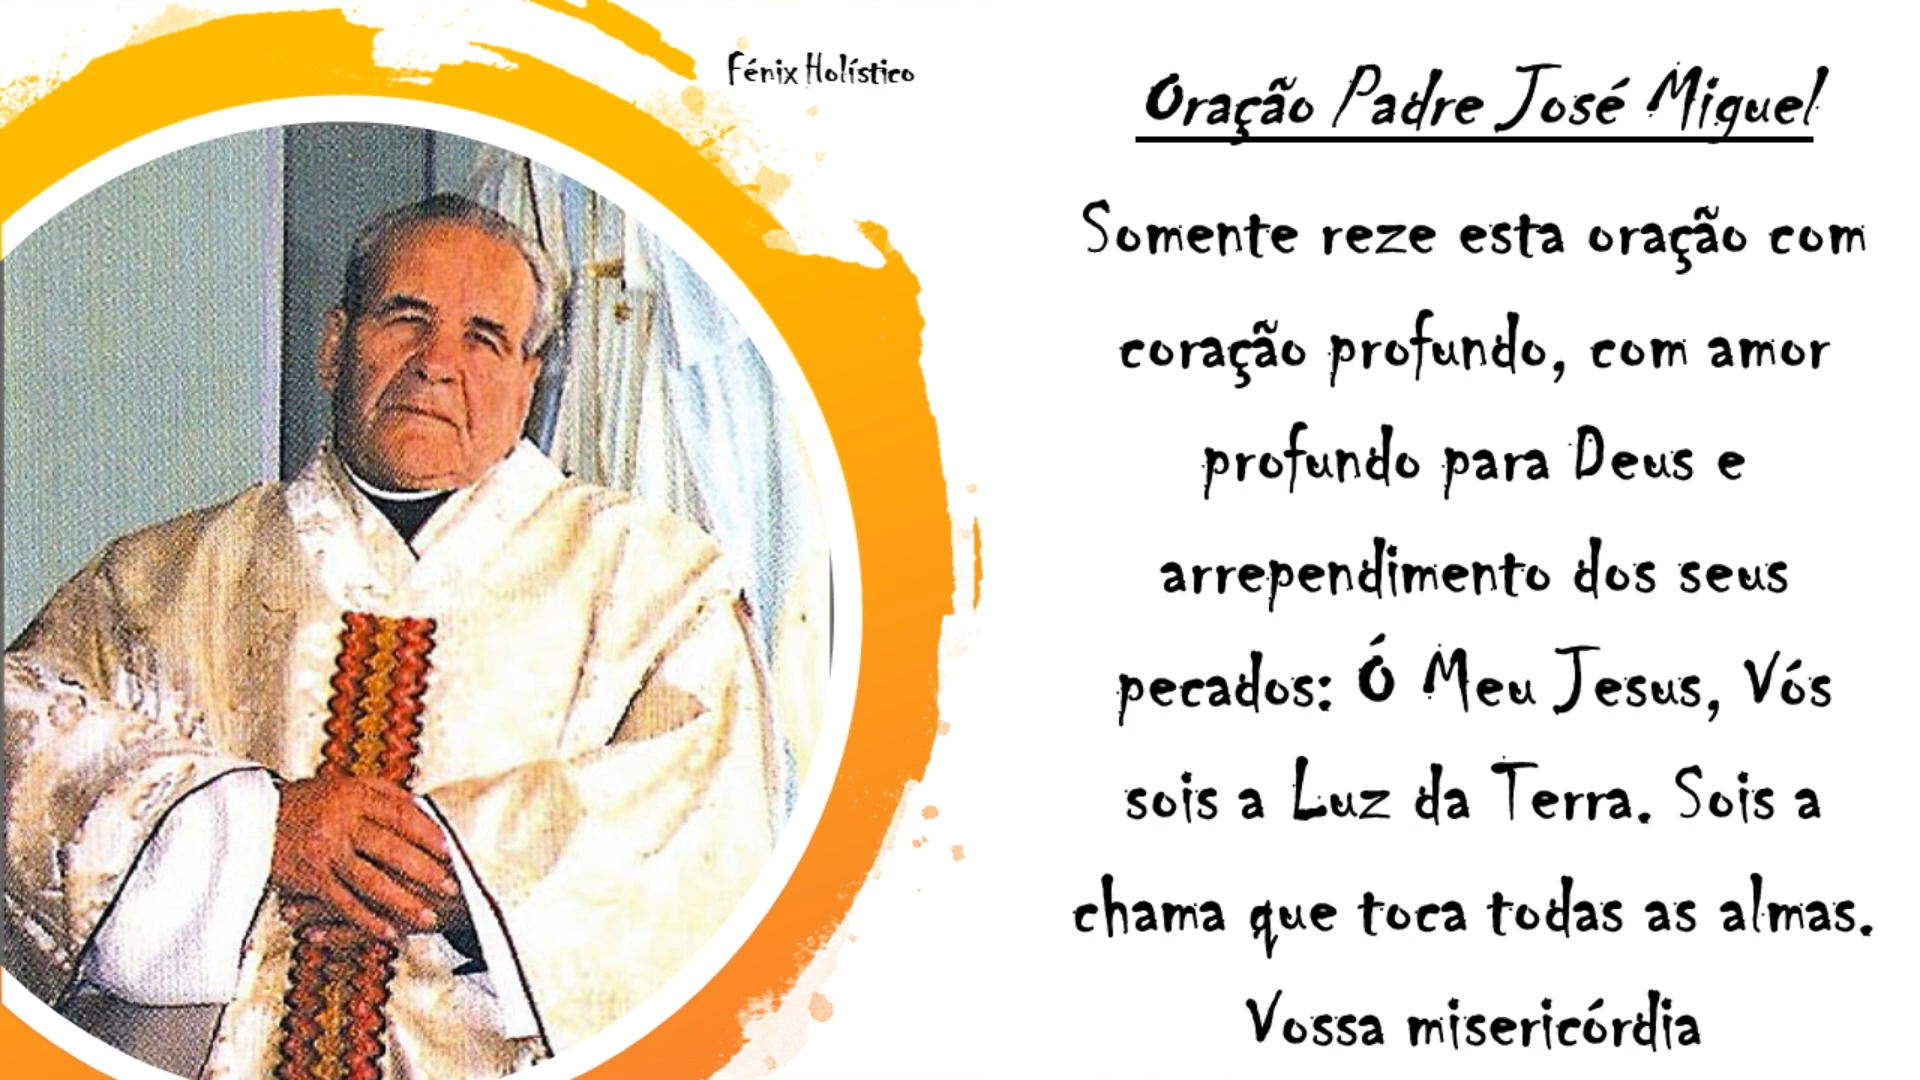 Fénix Holístico
Oração Padre José Miguel
Somente reze esta oração com
coração profundo, com amor
profundo para Deus e
arrependimento dos seus
pecados: Ó Meu Jesus, Vós
sois a Luz da Terra. Sois a
chama que toca todas as almas.
Vossa misericórdia